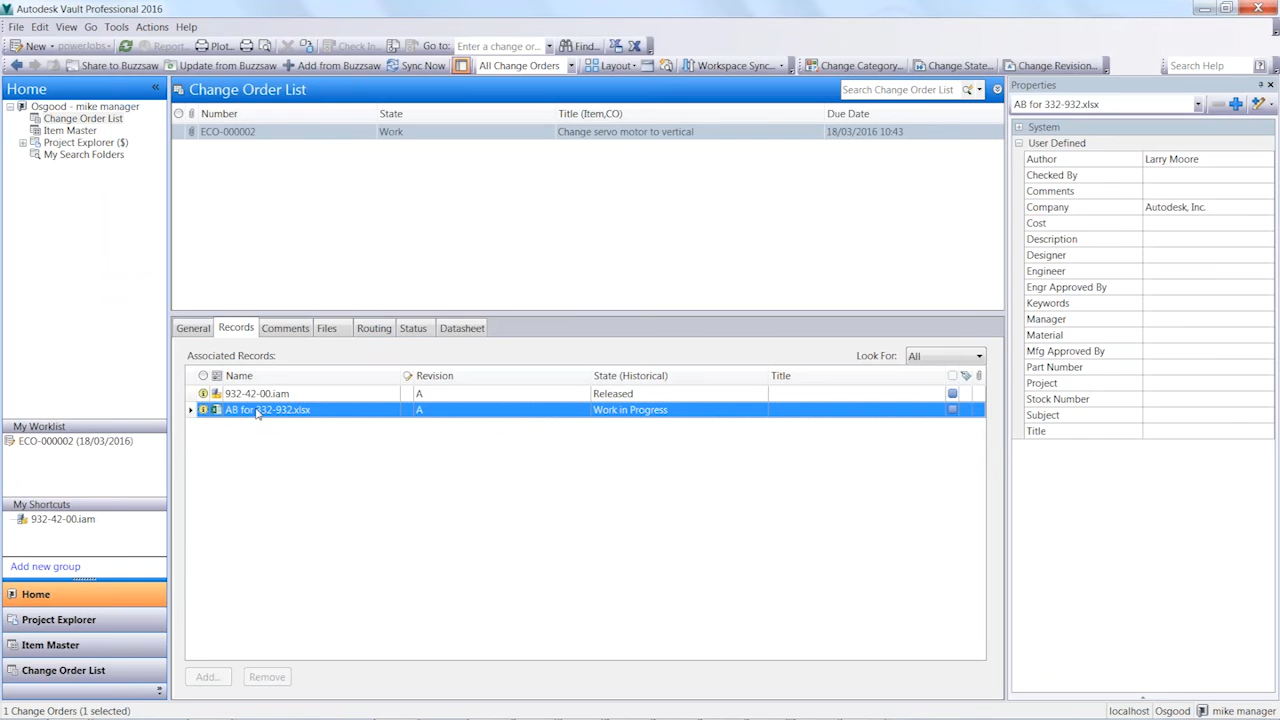 Autodesk Vault Professional 2016
File Edit View Go Tools Actions Help
New powerJobs Report... Plot... Check In... Go to: Enter a change or... Find...
Share to Buzzsaw Update from Buzzsaw Add from Buzzsaw Sync Now All Change Orders Layout Workspace Sync... Change Category... Change State... Change Revision... Search Help
Home «
Osgood - mike manager
Change Order List
Item Master
Project Explorer ($)
My Search Folders
My Worklist
ECO-000002 (18/03/2016)
My Shortcuts
932-42-00.iam
Add new group
Home
Project Explorer
Item Master
Change Order List
»
Change Order List Search Change Order List
Number State Title (Item,CO) Due Date
ECO-000002 Work Change servo motor to vertical 18/03/2016 10:43
General Records Comments Files Routing Status Datasheet
Associated Records: Look For: All
Name Revision State (Historical) Title
932-42-00.iam A Released
AB for 332-932.xlsx A Work in Progress
Add... Remove
Properties
AB for 332-932.xlsx
System
User Defined
Author Larry Moore
Checked By
Comments
Company Autodesk, Inc.
Cost
Description
Designer
Engineer
Engr Approved By
Keywords
Manager
Material
Mfg Approved By
Part Number
Project
Stock Number
Subject
Title
1 Change Orders (1 selected) localhost Osgood mike manager